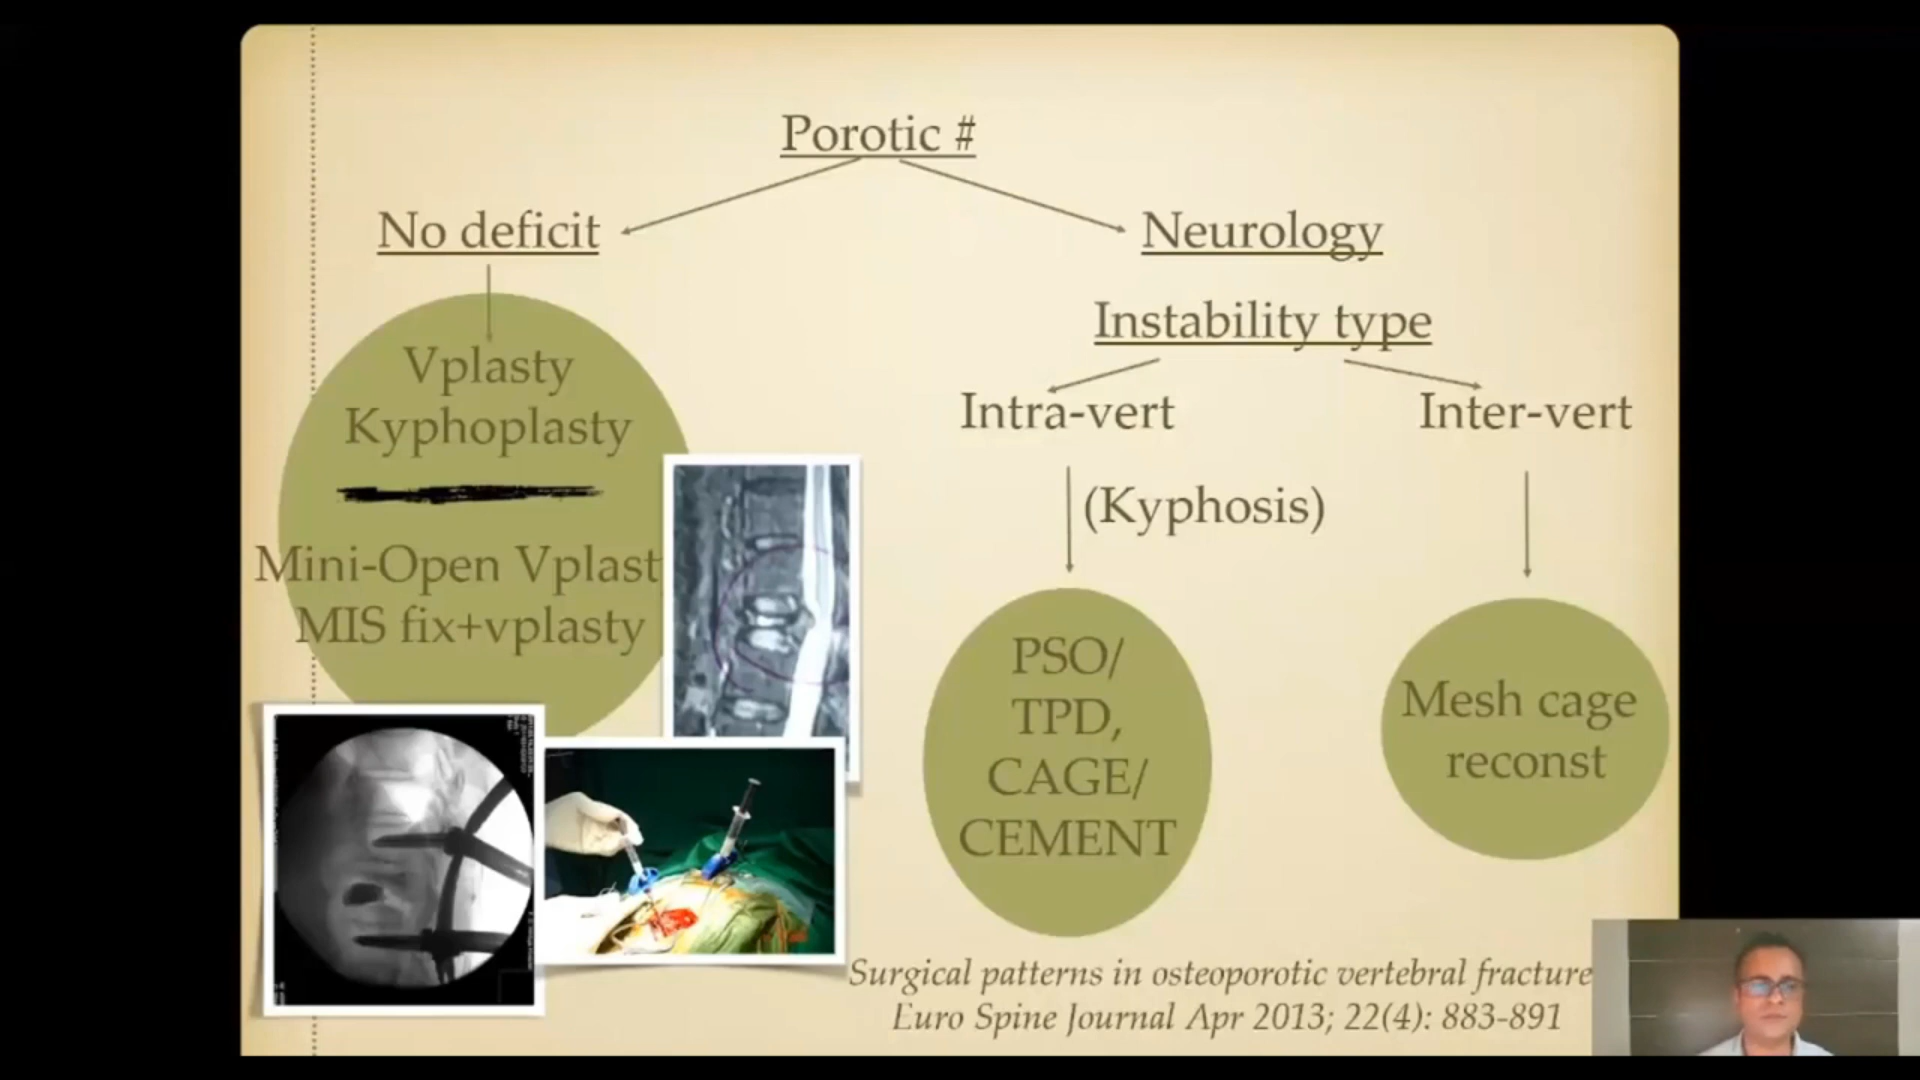 Porotic #
No deficit
Neurology
Instability type
Vplasty
Kyphoplasty
Intra-vert
Inter-vert
(Kyphosis)
Mini-Open Vplast
MIS fix+vplasty
PSO/
TPD,
CAGE/
CEMENT
Mesh cage
reconst
Surgical patterns in osteoporotic vertebral fracture
Euro Spine Journal Apr 2013; 22(4): 883-891